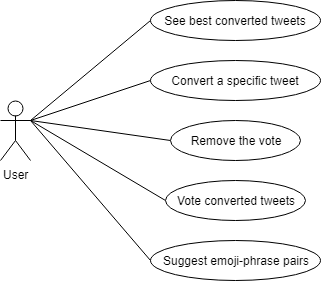 See best converted tweets
Convert a specific tweet
Remove the vote
User
Vote converted tweets
Suggest emoji-phrase pairs